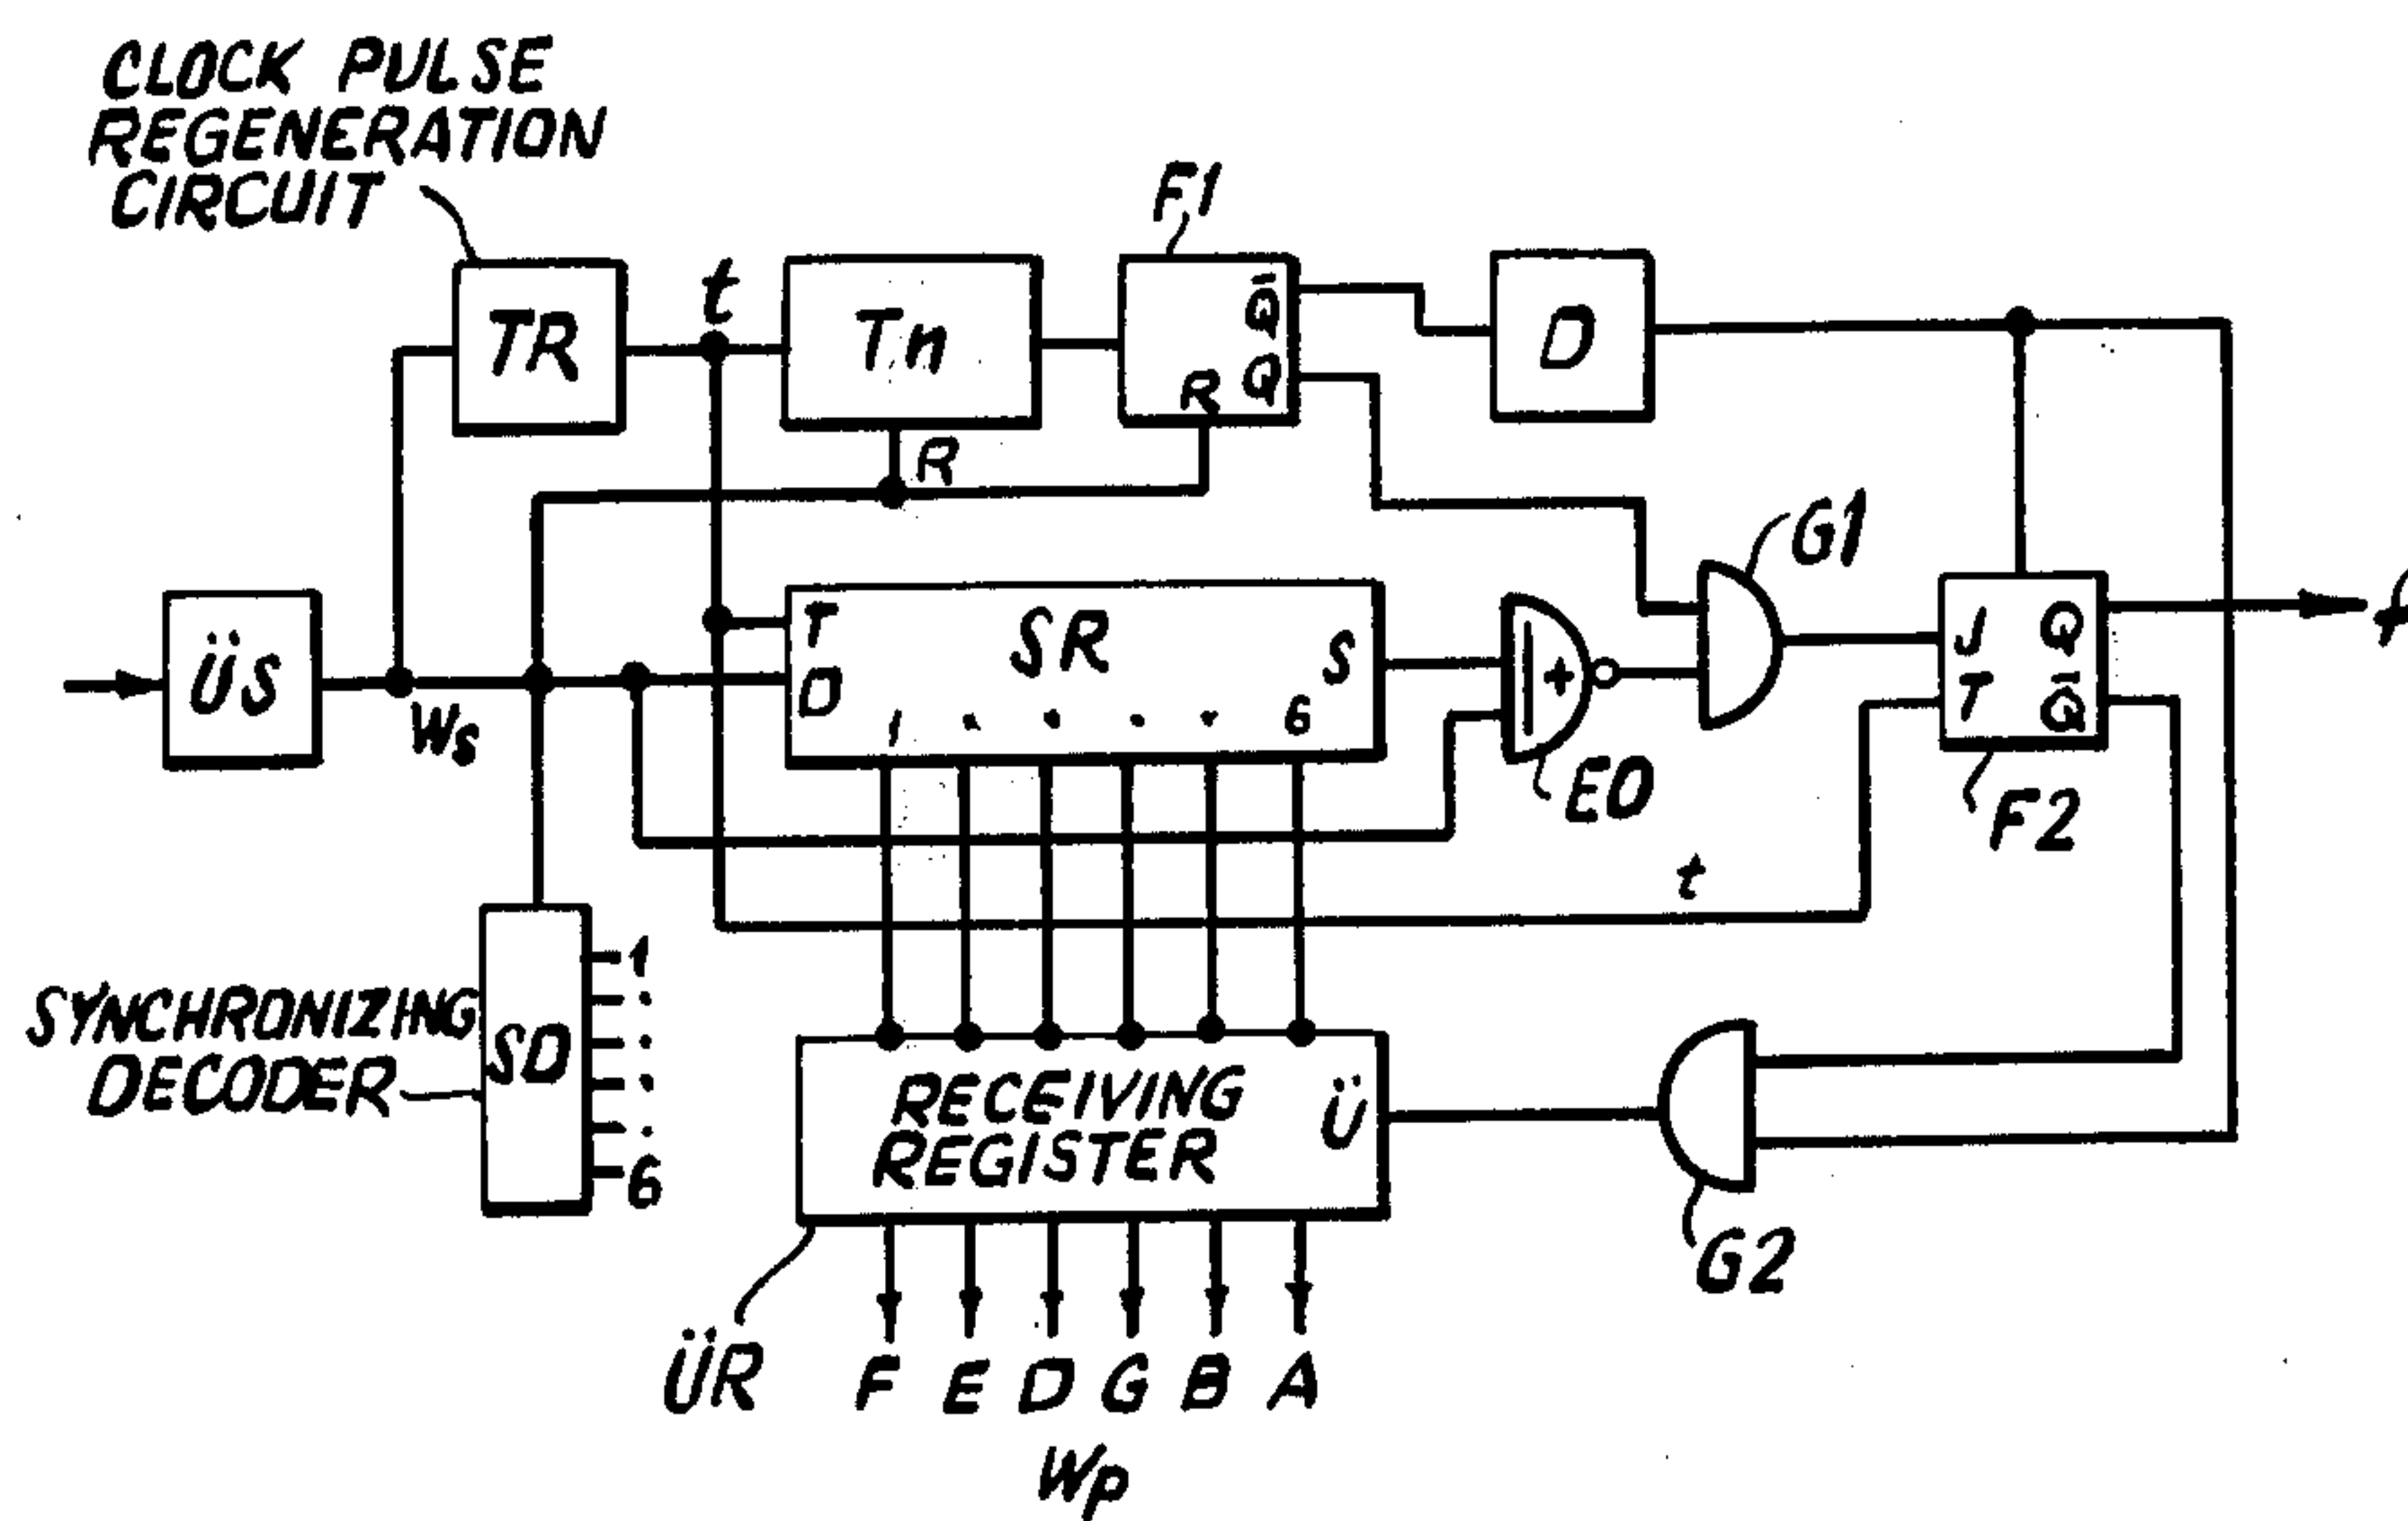 CLOCK PULSE
REGENERATION
CIRCUIT
F1
TR
t
Tn
Q̄
Q
R
D
R
G1
ÜS
Ws
T
D
SR
S
1 . . . . 6
+
E0
J
T
Q
Q̄
F2
t
SYNCHRONIZING
DECODER
SD
1
.
.
.
.
6
RECEIVING
REGISTER
Ü
G2
ÜR
F E D G B A
Wp